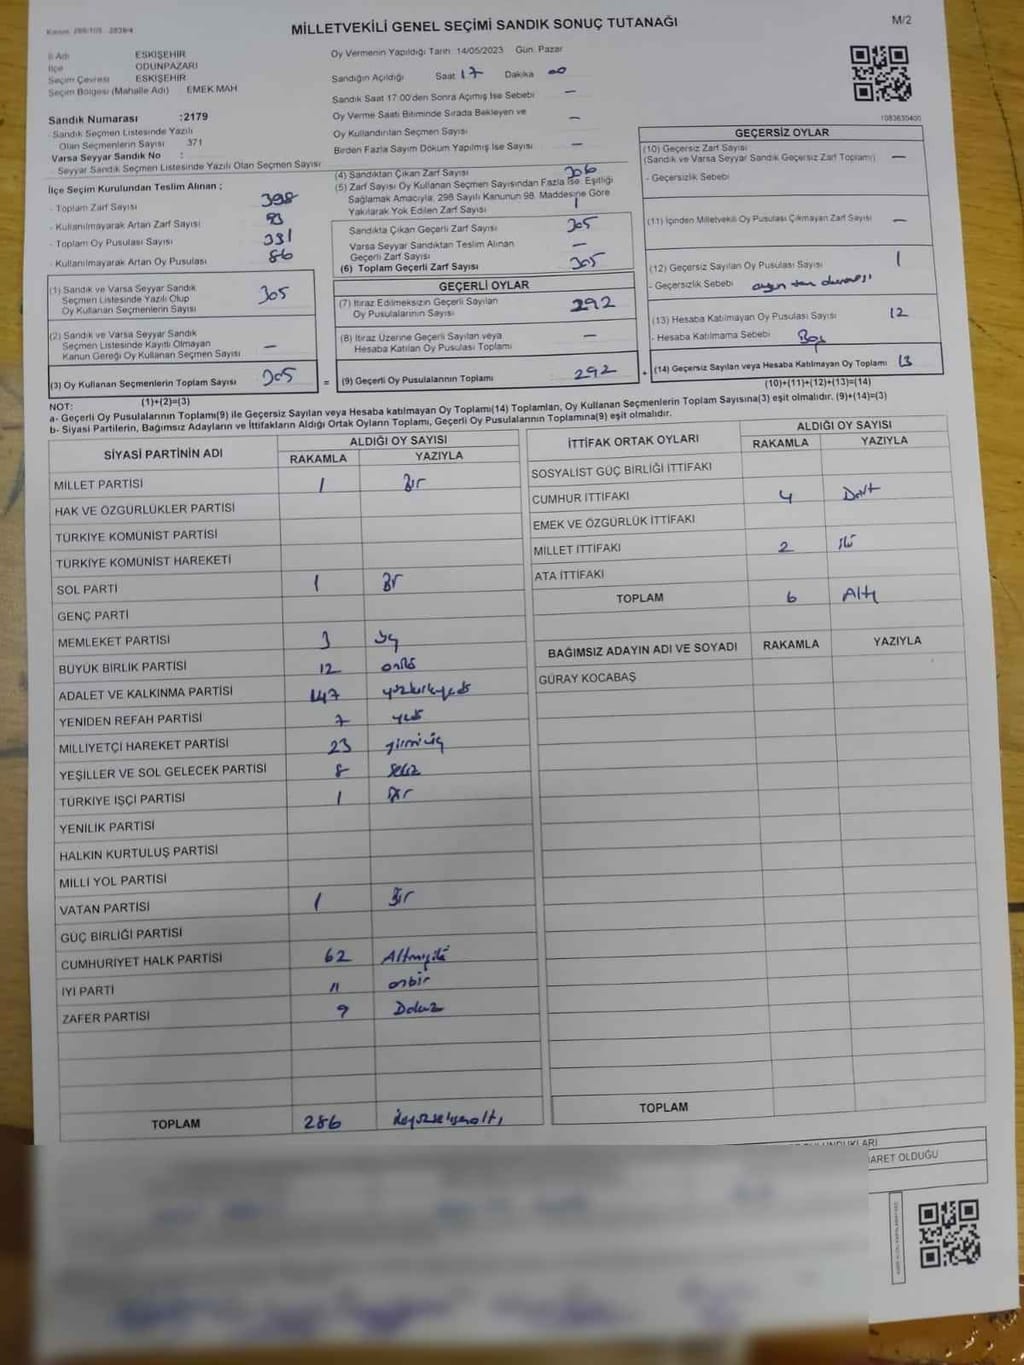 MİLLETVEKİLİ GENEL SEÇİMİ SANDIK SONUÇ TUTANAĞI
M/2
İl Adı ESKİŞEHİR
İlçe ODUNPAZARI
Seçim Çevresi ESKİŞEHİR
Seçim Bölgesi (Mahalle Adı) EMEK MAH
Sandık Numarası :2179
- Sandık Seçmen Listesinde Yazılı
Olan Seçmenlerin Sayısı 371
Varsa Seyyar Sandık No :
Seyyar Sandık Seçmen Listesinde Yazılı Olan Seçmen Sayısı
Oy Vermenin Yapıldığı Tarih 14/05/2023 Gün: Pazar
Sandığın Açıldığı Saat 17 Dakika 00
Sandık Saat 17:00'den Sonra Açımış İse Sebebi –
Oy Verme Saati Bitiminde Sırada Bekleyen ve
Oy Kullandırılan Seçmen Sayısı –
Birden Fazla Sayım Döküm Yapılmış İse Sayısı –
1083630400
İlçe Seçim Kurulundan Teslim Alınan ;
- Toplam Zarf Sayısı 398
- Kullanılmayarak Artan Zarf Sayısı
- Toplam Oy Pusulası Sayısı
- Kullanılmayarak Artan Oy Pusulası 86
(4) Sandıktan Çıkan Zarf Sayısı 306
(5) Zarf Sayısı Oy Kullanan Seçmen Sayısından Fazla İse, Eşitliği
Sağlamak Amacıyla, 298 Sayılı Kanunun 98. Maddesine Göre
Yakılarak Yok Edilen Zarf Sayısı 1
Sandıkta Çıkan Geçerli Zarf Sayısı 305
Varsa Seyyar Sandıktan Teslim Alınan
Geçerli Zarf Sayısı –
(6) Toplam Geçerli Zarf Sayısı 305
GEÇERSİZ OYLAR
(10) Geçersiz Zarf Sayısı
(Sandık ve Varsa Seyyar Sandık Geçersiz Zarf Toplamı) –
- Geçersizlik Sebebi
(11) İçinden Milletvekili Oy Pusulası Çıkmayan Zarf Sayısı –
(12) Geçersiz Sayılan Oy Pusulası Sayısı 1
- Geçersizlik Sebebi
(13) Hesaba Katılmayan Oy Pusulası Sayısı 12
- Hesaba Katılmama Sebebi Boş
(14) Geçersiz Sayılan veya Hesaba Katılmayan Oy Toplamı 13
(10)+(11)+(12)+(13)=(14)
(1) Sandık ve Varsa Seyyar Sandık
Seçmen Listesinde Yazılı Olup
Oy Kullanan Seçmenlerin Sayısı 305
(2) Sandık ve Varsa Seyyar Sandık
Seçmen Listesinde Kayıtlı Olmayan
Kanun Gereği Oy Kullanan Seçmen Sayısı –
(3) Oy Kullanan Seçmenlerin Toplam Sayısı 305
(1)+(2)=(3)
=
GEÇERLİ OYLAR
(7) İtiraz Edilmeksizin Geçerli Sayılan
Oy Pusulalarının Sayısı 292
(8) İtiraz Üzerine Geçerli Sayılan veya
Hesaba Katılan Oy Pusulası Toplamı –
(9) Geçerli Oy Pusulalarının Toplamı 292
+
NOT:
a- Geçerli Oy Pusulalarının Toplamı(9) ile Geçersiz Sayılan veya Hesaba katılmayan Oy Toplamı(14) Toplamları, Oy Kullanan Seçmenlerin Toplam Sayısına(3) eşit olmalıdır. (9)+(14)=(3)
b- Siyasi Partilerin, Bağımsız Adayların ve İttifakların Aldığı Ortak Oyların Toplamı, Geçerli Oy Pusulalarının Toplamına(9) eşit olmalıdır.
SİYASİ PARTİNİN ADI ALDIĞI OY SAYISI
RAKAMLA YAZIYLA
MİLLET PARTİSİ 1 Bir
HAK VE ÖZGÜRLÜKLER PARTİSİ
TÜRKİYE KOMÜNİST PARTİSİ
TÜRKİYE KOMÜNİST HAREKETİ
SOL PARTİ 1 Bir
GENÇ PARTİ
MEMLEKET PARTİSİ 3 üç
BÜYÜK BİRLİK PARTİSİ 12 oniki
ADALET VE KALKINMA PARTİSİ 147 yüzkırkyedi
YENİDEN REFAH PARTİSİ 7 yedi
MİLLİYETÇİ HAREKET PARTİSİ 23 yirmiüç
YEŞİLLER VE SOL GELECEK PARTİSİ 8 sekiz
TÜRKİYE İŞÇİ PARTİSİ 1 Bir
YENİLİK PARTİSİ
HALKIN KURTULUŞ PARTİSİ
MİLLİ YOL PARTİSİ
VATAN PARTİSİ 1 Bir
GÜÇ BİRLİĞİ PARTİSİ
CUMHURİYET HALK PARTİSİ 62 Altmışiki
İYİ PARTİ 11 onbir
ZAFER PARTİSİ 9 Dokuz
TOPLAM 286 ikiyüzseksenaltı
İTTİFAK ORTAK OYLARI ALDIĞI OY SAYISI
RAKAMLA YAZIYLA
SOSYALİST GÜÇ BİRLİĞİ İTTİFAKI
CUMHUR İTTİFAKI 4 Dört
EMEK VE ÖZGÜRLÜK İTTİFAKI
MİLLET İTTİFAKI 2 iki
ATA İTTİFAKI
TOPLAM 6 Altı
BAĞIMSIZ ADAYIN ADI VE SOYADI RAKAMLA YAZIYLA
GÜRAY KOCABAŞ
TOPLAM
ARET OLDUĞU